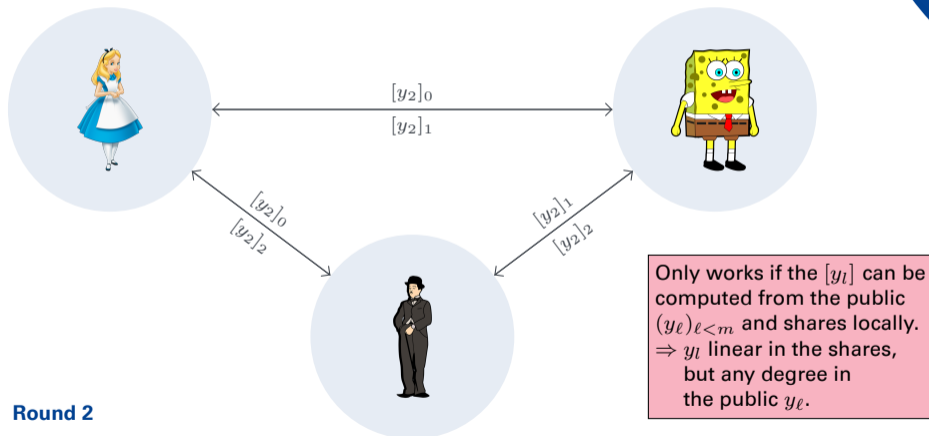 [y₂]₀
[y₂]₁
[y₂]₀
[y₂]₂
[y₂]₁
[y₂]₂
Only works if the [yₗ] can be
computed from the public
(y_ℓ)_{ℓ<m} and shares locally.
⇒ yₗ linear in the shares,
but any degree in
the public y_ℓ.
Round 2